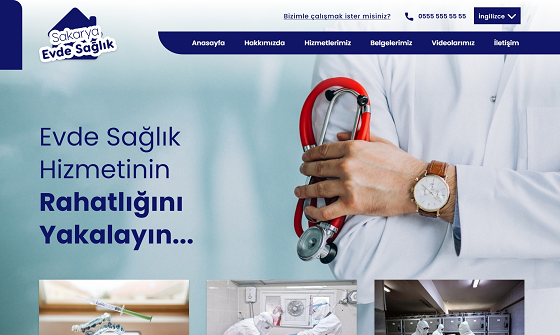 Sakarya
Evde Sağlık
Bizimle çalışmak ister misiniz?
0555 555 55 55
İngilizce
Anasayfa
Hakkımızda
Hizmetlerimiz
Belgelerimiz
Videolarımız
İletişim
Evde Sağlık
Hizmetinin
Rahatlığını
Yakalayın...